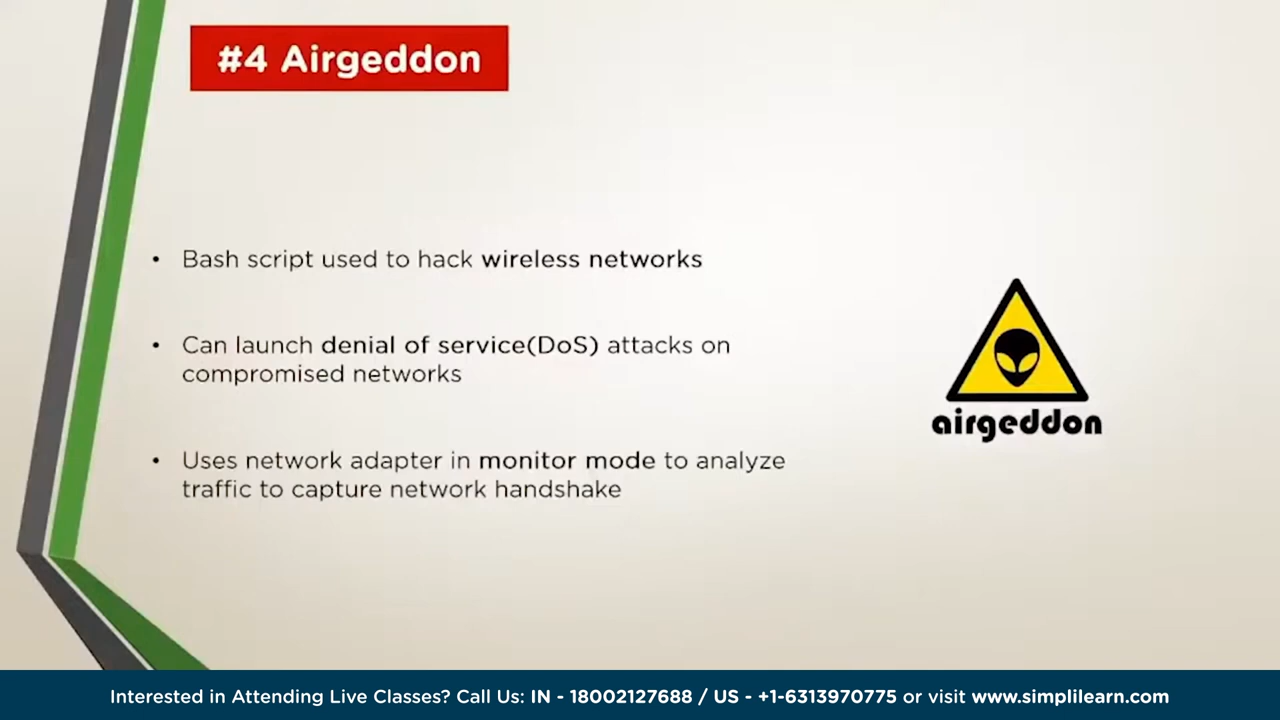 #4 Airgeddon
• Bash script used to hack wireless networks
• Can launch denial of service(DoS) attacks on
compromised networks
• Uses network adapter in monitor mode to analyze
traffic to capture network handshake
airgeddon
Interested in Attending Live Classes? Call Us: IN - 18002127688 / US - +1-6313970775 or visit www.simplilearn.com